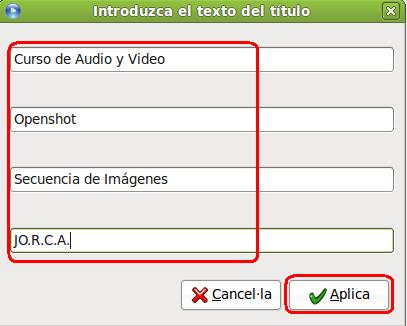 Introduzca el texto del título
Curso de Audio y Video
Openshot
Secuencia de Imágenes
JO.R.C.A.
Cancel·la
Aplica